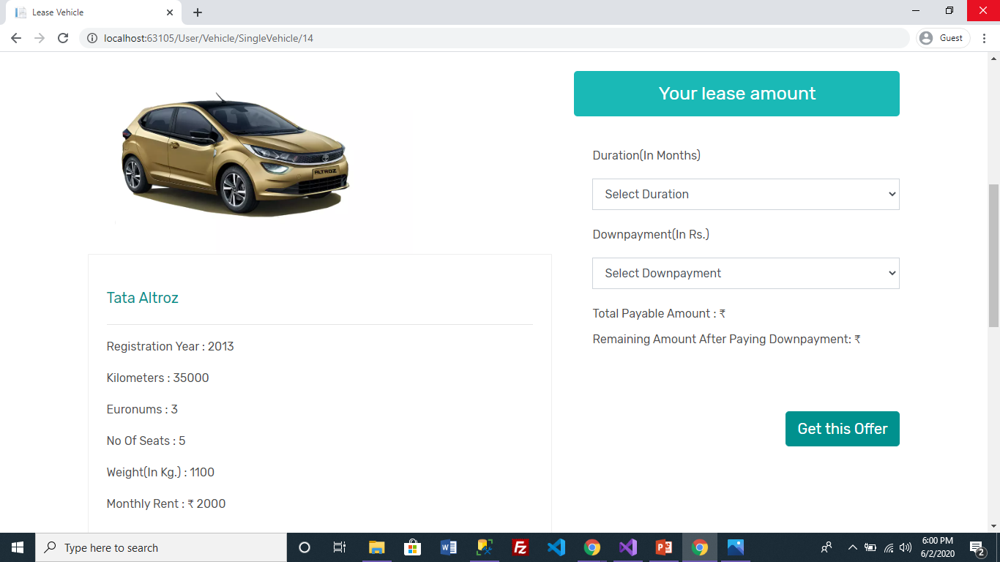 Lease Vehicle
localhost:63105/User/Vehicle/SingleVehicle/14
Guest
ALTROZ
Tata Altroz
Registration Year : 2013
Kilometers : 35000
Euronums : 3
No Of Seats : 5
Weight(In Kg.) : 1100
Monthly Rent : ₹ 2000
Your lease amount
Duration(In Months)
Select Duration
Downpayment(In Rs.)
Select Downpayment
Total Payable Amount : ₹
Remaining Amount After Paying Downpayment: ₹
Get this Offer
Type here to search
6:00 PM
6/2/2020
2